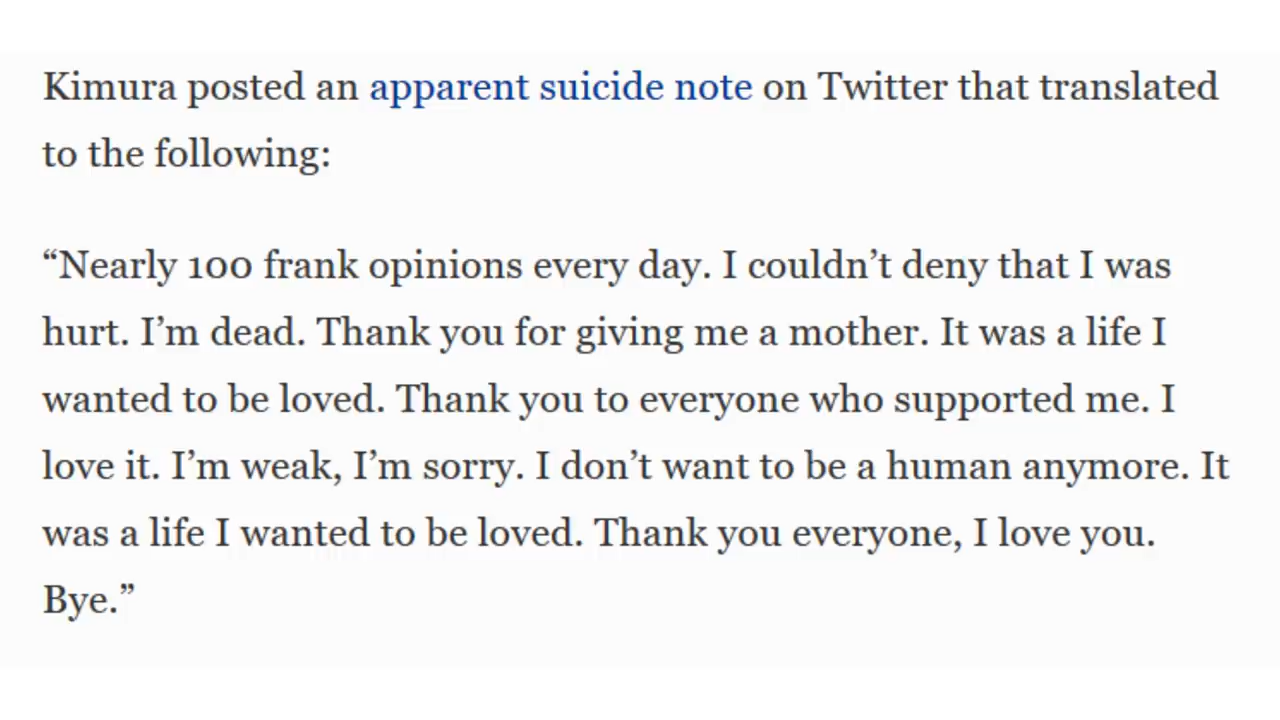 Kimura posted an apparent suicide note on Twitter that translated
to the following:
“Nearly 100 frank opinions every day. I couldn’t deny that I was
hurt. I’m dead. Thank you for giving me a mother. It was a life I
wanted to be loved. Thank you to everyone who supported me. I
love it. I’m weak, I’m sorry. I don’t want to be a human anymore. It
was a life I wanted to be loved. Thank you everyone, I love you.
Bye.”